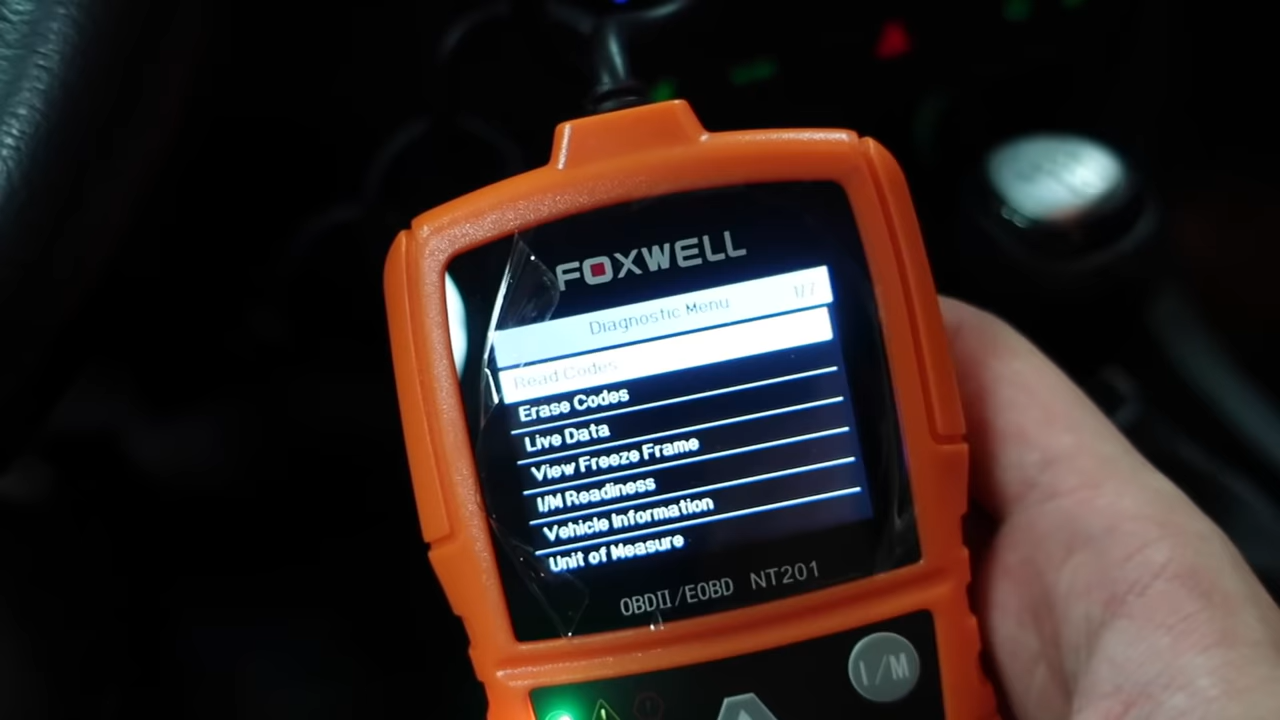 FOXWELL
Diagnostic Menu 1/7
Read Codes
Erase Codes
Live Data
View Freeze Frame
I/M Readiness
Vehicle Information
Unit of Measure
OBDII/EOBD NT201
I/M